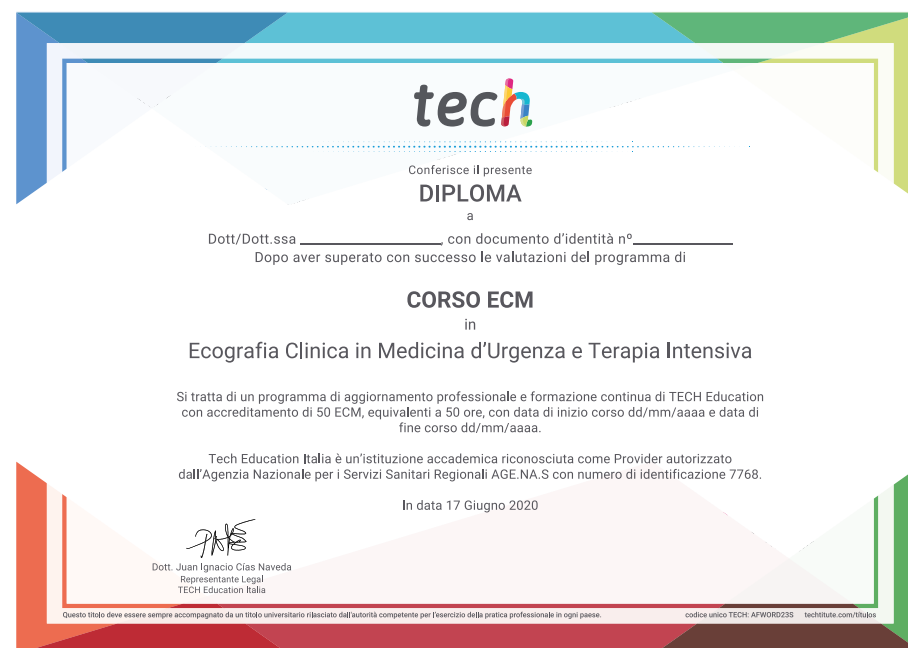 tech
Conferisce il presente
DIPLOMA
a
Dott/Dott.ssa ____________________, con documento d'identità nº______________
Dopo aver superato con successo le valutazioni del programma di
CORSO ECM
in
Ecografia Clinica in Medicina d'Urgenza e Terapia Intensiva
Si tratta di un programma di aggiornamento professionale e formazione continua di TECH Education
con accreditamento di 50 ECM, equivalenti a 50 ore, con data di inizio corso dd/mm/aaaa e data di
fine corso dd/mm/aaaa.
Tech Education Italia è un'istituzione accademica riconosciuta come Provider autorizzato
dall'Agenzia Nazionale per i Servizi Sanitari Regionali AGE.NA.S con numero di identificazione 7768.
In data 17 Giugno 2020
Dott. Juan Ignacio Cías Naveda
Representante Legal
TECH Education Italia
Questo titolo deve essere sempre accompagnato da un titolo universitario rilasciato dall'autorità competente per l'esercizio della pratica professionale in ogni paese. codice unico TECH: AFWORD23S techtitute.com/titulos